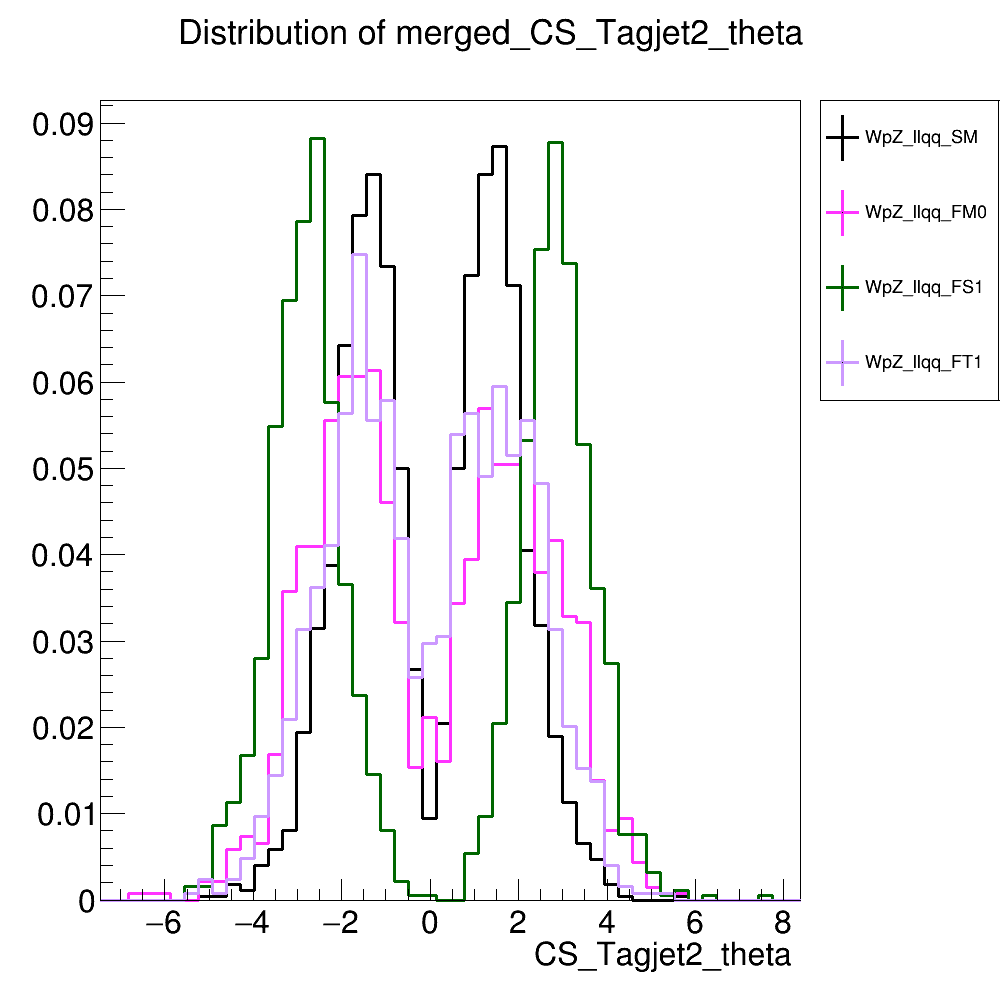 Distribution of merged_CS_Tagjet2_theta
0.09
0.08
0.07
0.06
0.05
0.04
0.03
0.02
0.01
0
−6 −4 −2 0 2 4 6 8
CS_Tagjet2_theta
WpZ_llqq_SM
WpZ_llqq_FM0
WpZ_llqq_FS1
WpZ_llqq_FT1